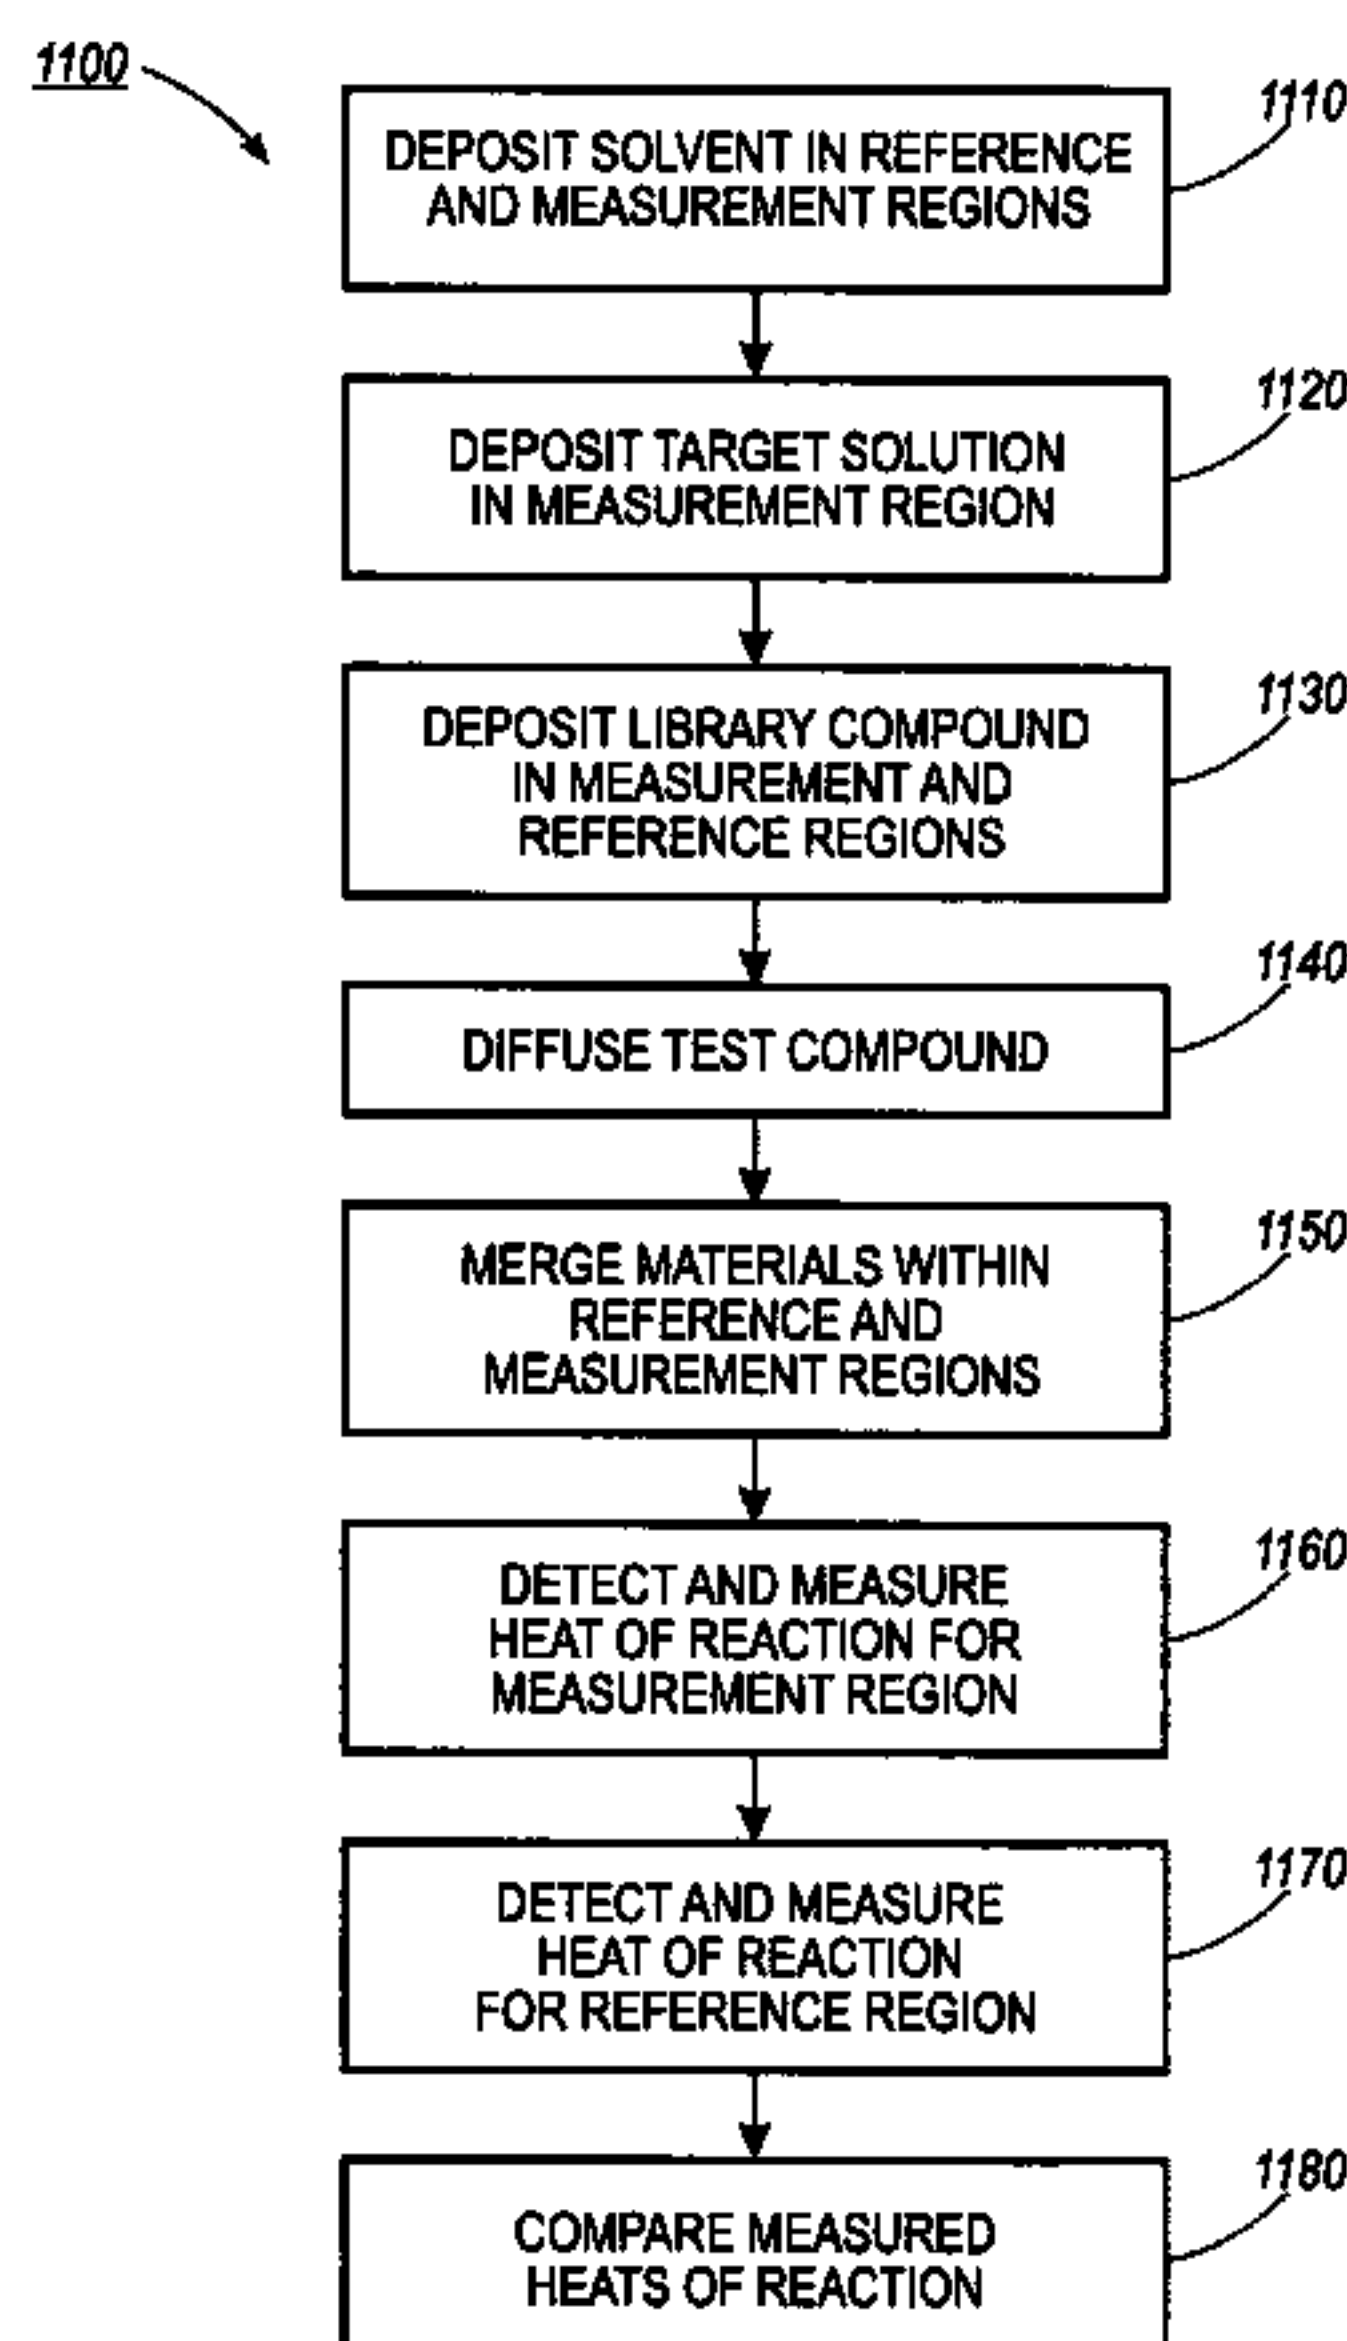 1100
1110
DEPOSIT SOLVENT IN REFERENCE
AND MEASUREMENT REGIONS
1120
DEPOSIT TARGET SOLUTION
IN MEASUREMENT REGION
1130
DEPOSIT LIBRARY COMPOUND
IN MEASUREMENT AND
REFERENCE REGIONS
1140
DIFFUSE TEST COMPOUND
1150
MERGE MATERIALS WITHIN
REFERENCE AND
MEASUREMENT REGIONS
1160
DETECT AND MEASURE
HEAT OF REACTION FOR
MEASUREMENT REGION
1170
DETECT AND MEASURE
HEAT OF REACTION
FOR REFERENCE REGION
1180
COMPARE MEASURED
HEATS OF REACTION